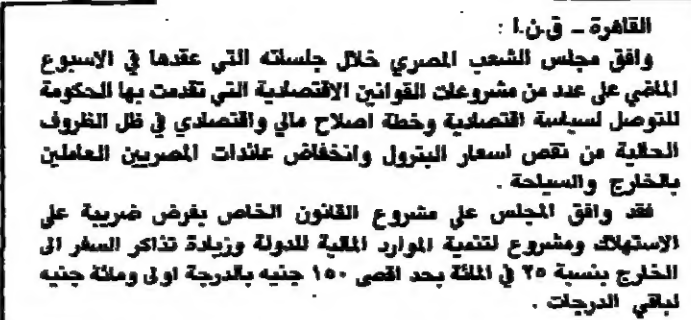 القاهرة - ق.ن.ا :
وافق مجلس الشعب المصري خلال جلساته التي عقدها في الاسبوع
الماضي على عدد من مشروعات القوانين الاقتصادية التي تقدمت بها الحكومة
للتوصل لسياسة اقتصادية وخطة اصلاح مالي واقتصادي في ظل الظروف
الحالية من نقص اسعار البترول وانخفاض عائدات المصريين العاملين
بالخارج والسياحة .
فقد وافق المجلس على مشروع القانون الخاص بفرض ضريبة على
الاستهلاك ومشروع لتنمية الموارد المالية للدولة وزيادة تذاكر السفر الى
الخارج بنسبة ٢٥ في المائة بحد اقصى ١٥٠ جنيه بالدرجة اولى ومائة جنيه
لباقي الدرجات .